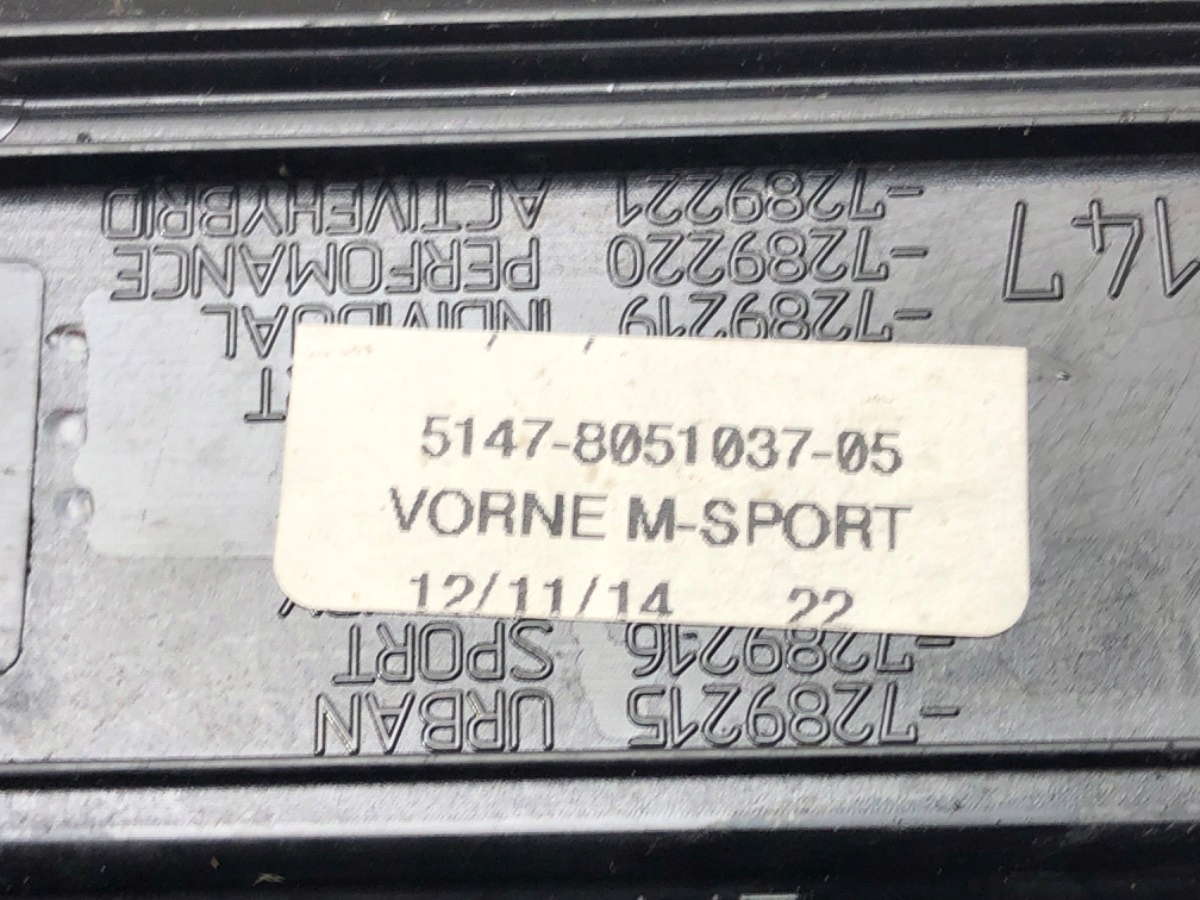 5147-8051037-05
VORNE M-SPORT
12/11/14 22
-7289215 URBAN
-7289216 SPORT
-7289219 INDIVIDUAL
-7289220 PERFOMANCE
-7289221 ACTIVEHYBRID
147